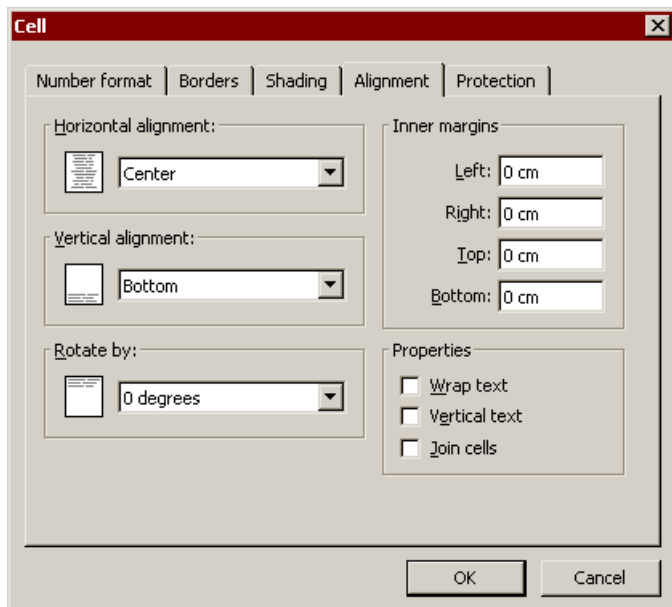 Cell
Number format Borders Shading Alignment Protection
Horizontal alignment:
Center
Vertical alignment:
Bottom
Rotate by:
0 degrees
Inner margins
Left: 0 cm
Right: 0 cm
Top: 0 cm
Bottom: 0 cm
Properties
Wrap text
Vertical text
Join cells
OK Cancel